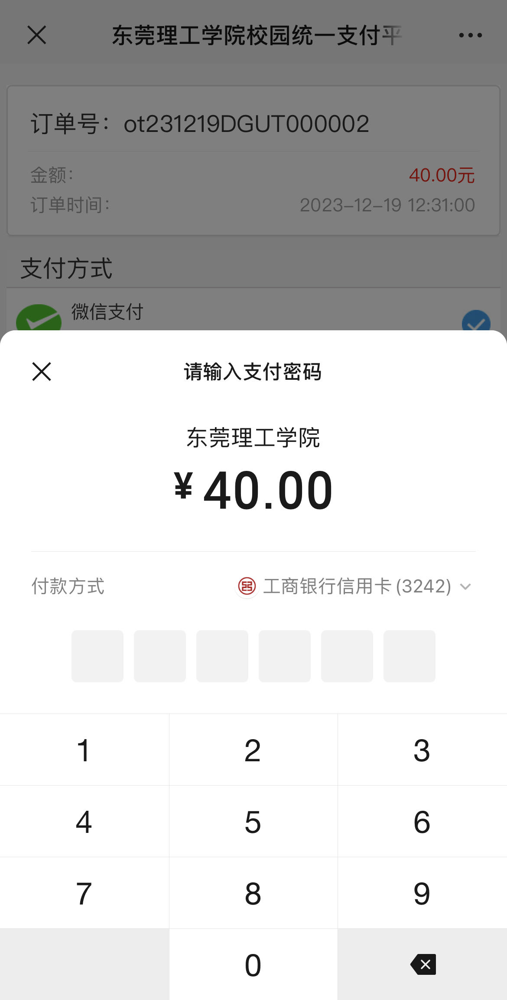 东莞理工学院校园统一支付平
订单号：ot231219DGUT000002
金额：
40.00元
订单时间：
2023-12-19 12:31:00
支付方式
微信支付
请输入支付密码
东莞理工学院
¥40.00
付款方式
工商银行信用卡(3242)
1 2 3
4 5 6
7 8 9
0